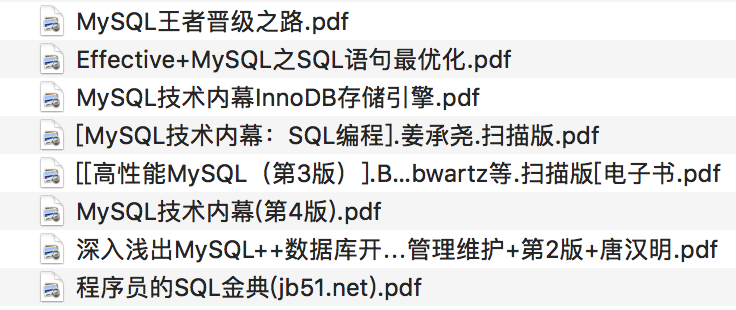 MySQL王者晋级之路.pdf
Effective+MySQL之SQL语句最优化.pdf
MySQL技术内幕InnoDB存储引擎.pdf
[MySQL技术内幕：SQL编程].姜承尧.扫描版.pdf
[[高性能MySQL（第3版）].B...bwartz等.扫描版[电子书.pdf
MySQL技术内幕(第4版).pdf
深入浅出MySQL++数据库开...管理维护+第2版+唐汉明.pdf
程序员的SQL金典(jb51.net).pdf